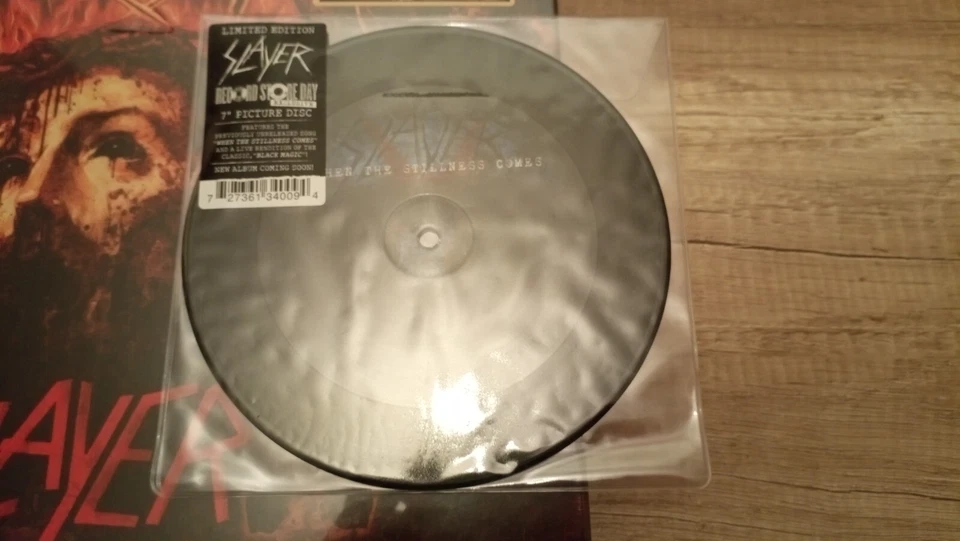 LIMITED EDITION
SLAYER
RECORD STORE DAY
EXCLUSIVE
7" PICTURE DISC
FEATURES THE
PREVIOUSLY UNRELEASED SONG
"WHEN THE STILLNESS COMES"
AND A LIVE RENDITION OF THE
CLASSIC, "BLACK MAGIC"!
NEW ALBUM COMING SOON!
7 27361 34009 4
SLAYER
WHEN THE STILLNESS COMES
SLAYER